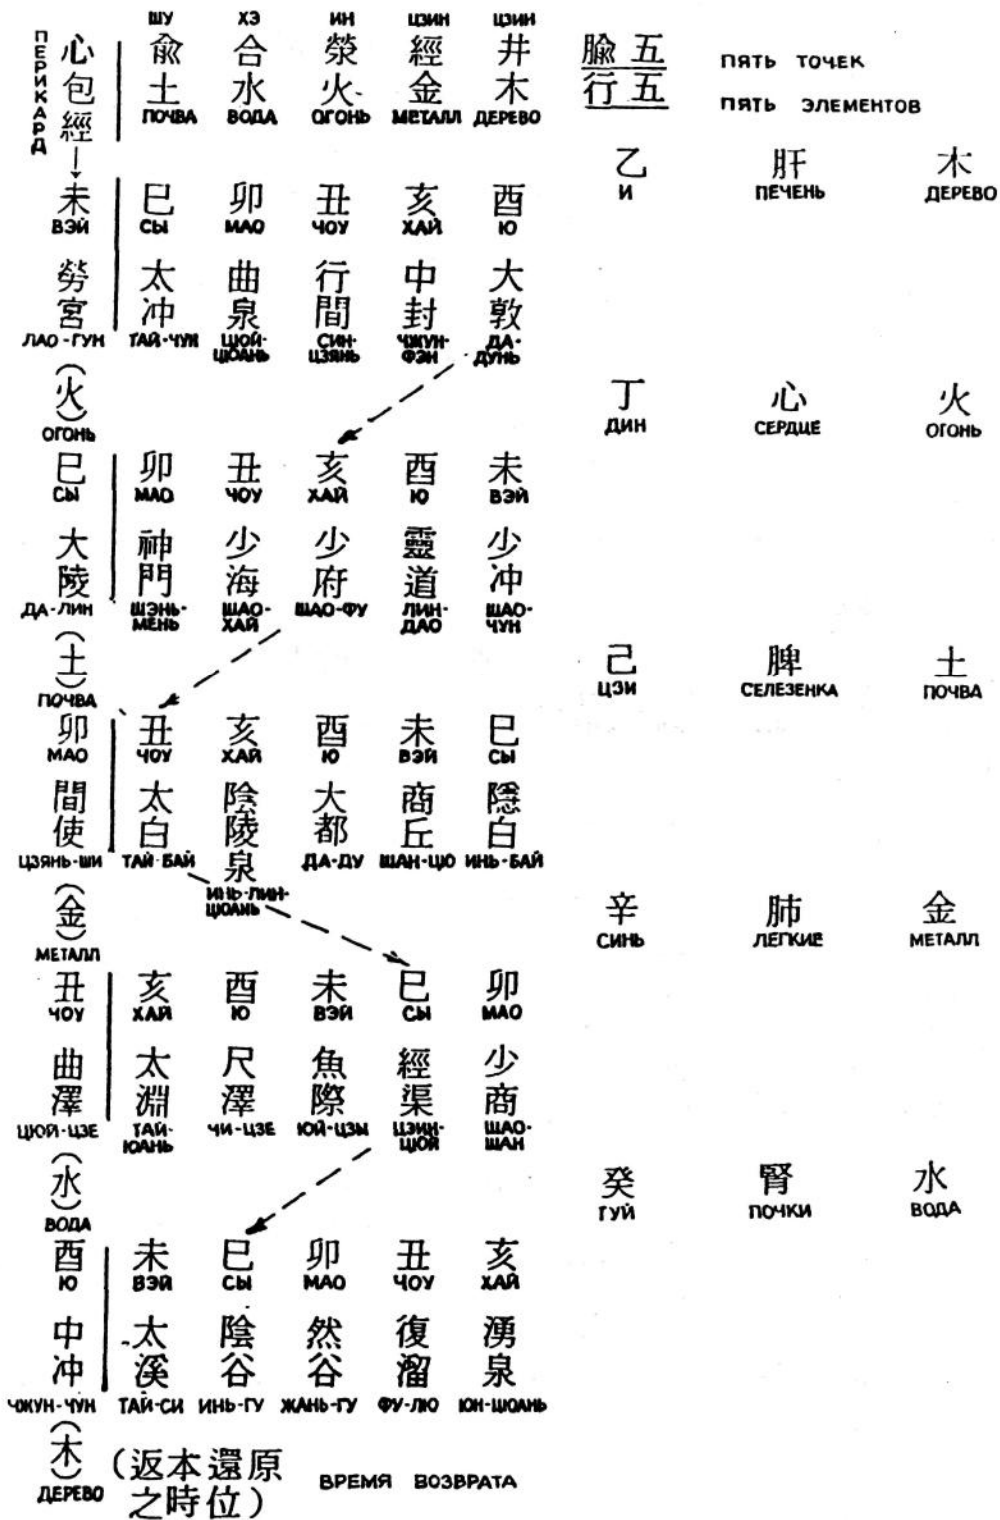 ШУ ХЭ ИН ЦЗИН ЦЗИН
ПЕРИКАРД 心包經 俞 合 滎 經 井 腧五 ПЯТЬ ТОЧЕК
土 水 火 金 木 行五 ПЯТЬ ЭЛЕМЕНТОВ
ПОЧВА ВОДА ОГОНЬ МЕТАЛЛ ДЕРЕВО
乙 肝 木
И ПЕЧЕНЬ ДЕРЕВО
未 巳 卯 丑 亥 酉
ВЭЙ СЫ МАО ЧОУ ХАЙ Ю
勞宮 太冲 曲泉 行間 中封 大敦
ЛАО-ГУН ТАЙ-ЧУН ЦЮЙ-ЦЮАНЬ СИН-ЦЗЯНЬ ЧЖУН-ФЭН ДА-ДУНЬ
(火)
ОГОНЬ
丁 心 火
ДИН СЕРДЦЕ ОГОНЬ
巳 卯 丑 亥 酉 未
СЫ МАО ЧОУ ХАЙ Ю ВЭЙ
大陵 神門 少海 少府 靈道 少冲
ДА-ЛИН ШЭНЬ-МЕНЬ ШАО-ХАЙ ШАО-ФУ ЛИН-ДАО ШАО-ЧУН
(土)
ПОЧВА
己 脾 土
ЦЗИ СЕЛЕЗЕНКА ПОЧВА
卯 丑 亥 酉 未 巳
МАО ЧОУ ХАЙ Ю ВЭЙ СЫ
間使 太白 陰陵泉 大都 商丘 隱白
ЦЗЯНЬ-ШИ ТАЙ-БАЙ ИНЬ-ЛИН-ЦЮАНЬ ДА-ДУ ШАН-ЦЮ ИНЬ-БАЙ
(金)
МЕТАЛЛ
辛 肺 金
СИНЬ ЛЕГКИЕ МЕТАЛЛ
丑 亥 酉 未 巳 卯
ЧОУ ХАЙ Ю ВЭЙ СЫ МАО
曲澤 太淵 尺澤 魚際 經渠 少商
ЦЮЙ-ЦЗЕ ТАЙ-ЮАНЬ ЧИ-ЦЗЕ ЮЙ-ЦЗЫ ЦЗИН-ЦЮЙ ШАО-ШАН
(水)
ВОДА
癸 腎 水
ГУЙ ПОЧКИ ВОДА
酉 未 巳 卯 丑 亥
Ю ВЭЙ СЫ МАО ЧОУ ХАЙ
中冲 太溪 陰谷 然谷 復溜 湧泉
ЧЖУН-ЧУН ТАЙ-СИ ИНЬ-ГУ ЖАНЬ-ГУ ФУ-ЛЮ ЮН-ЦЮАНЬ
(木)
ДЕРЕВО
(返本還原
之時位) ВРЕМЯ ВОЗВРАТА